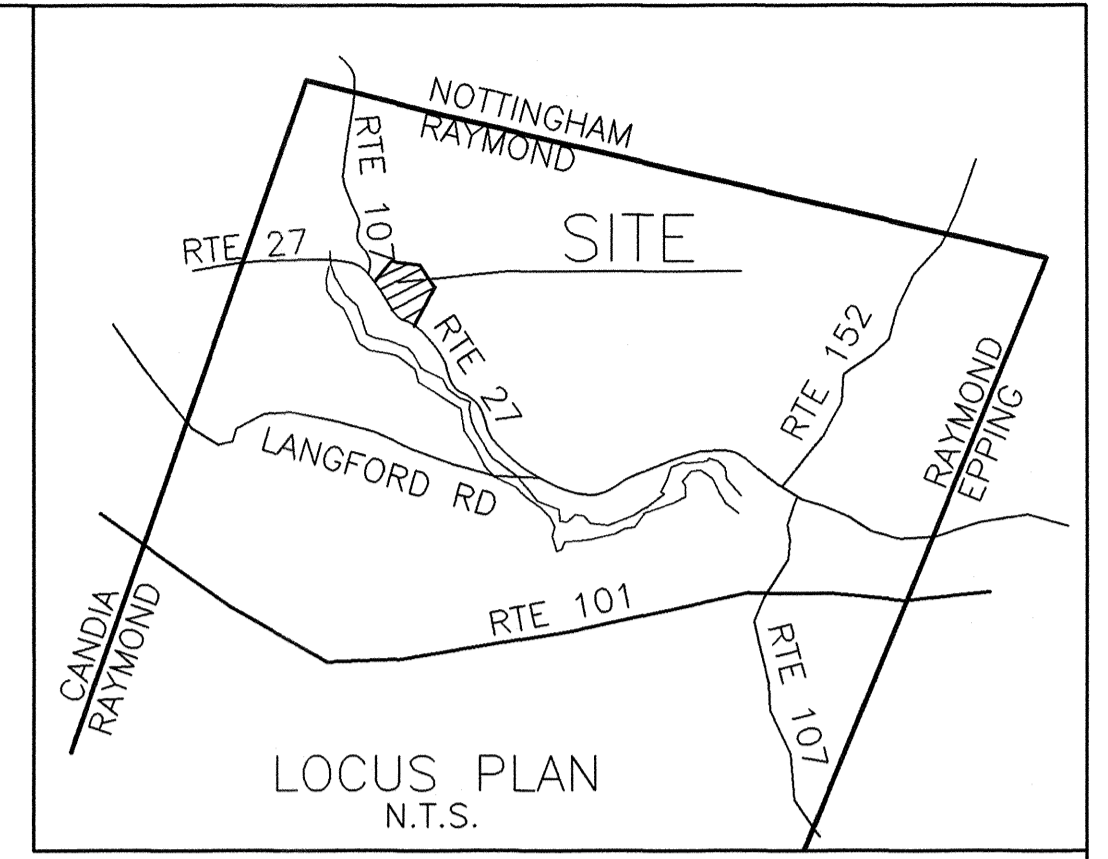 NOTTINGHAM
RAYMOND
RTE 107
SITE
RTE 27
RTE 27
RTE 152
RAYMOND
EPPING
LANGFORD RD
RTE 101
CANDIA
RAYMOND
RTE 107
LOCUS PLAN
N.T.S.